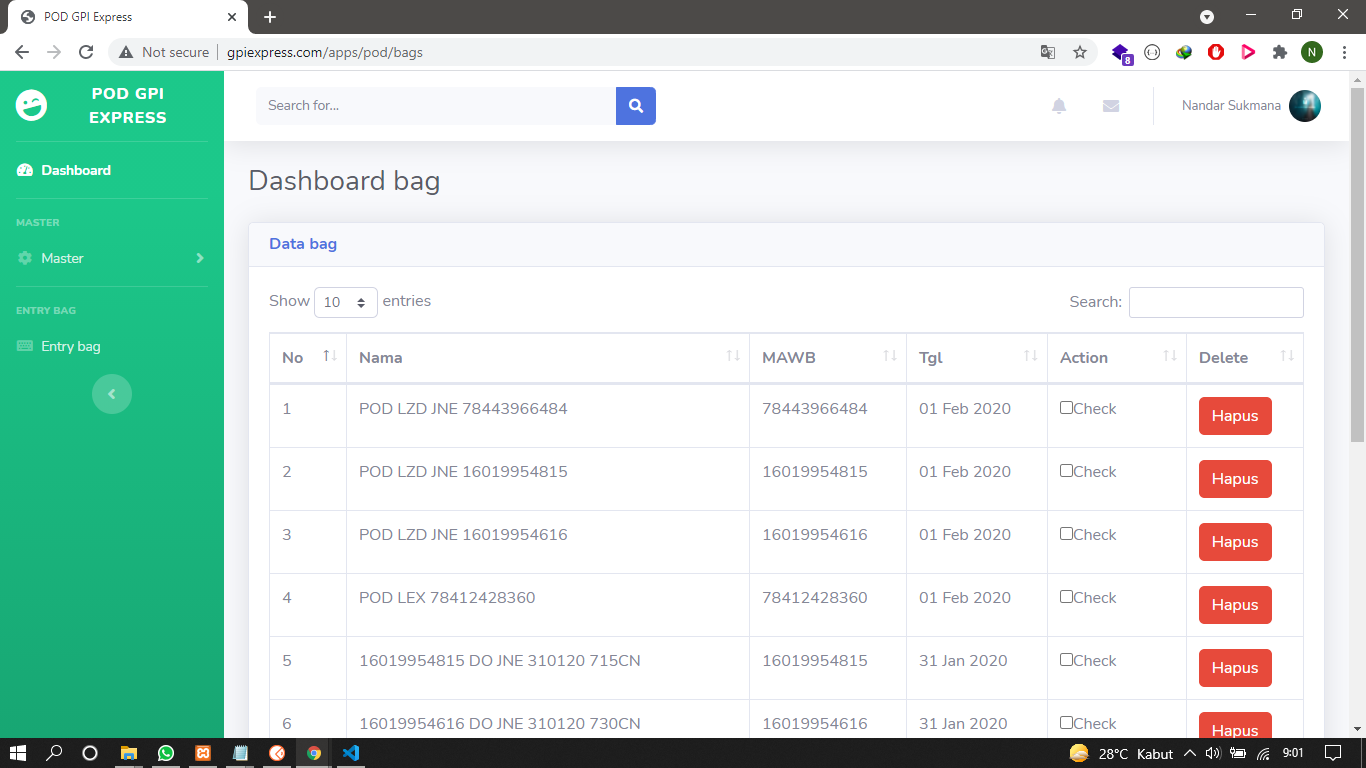 POD GPI Express
Not secure
gpiexpress.com/apps/pod/bags
8
N
POD GPI
EXPRESS
Search for...
Nandar Sukmana
Dashboard
MASTER
Master
ENTRY BAG
Entry bag
Dashboard bag
Data bag
Show 10 entries
Search:
No Nama MAWB Tgl Action Delete
1 POD LZD JNE 78443966484 78443966484 01 Feb 2020 Check Hapus
2 POD LZD JNE 16019954815 16019954815 01 Feb 2020 Check Hapus
3 POD LZD JNE 16019954616 16019954616 01 Feb 2020 Check Hapus
4 POD LEX 78412428360 78412428360 01 Feb 2020 Check Hapus
5 16019954815 DO JNE 310120 715CN 16019954815 31 Jan 2020 Check Hapus
6 16019954616 DO JNE 310120 730CN 16019954616 31 Jan 2020 Check Hapus
28°C Kabut 9:01